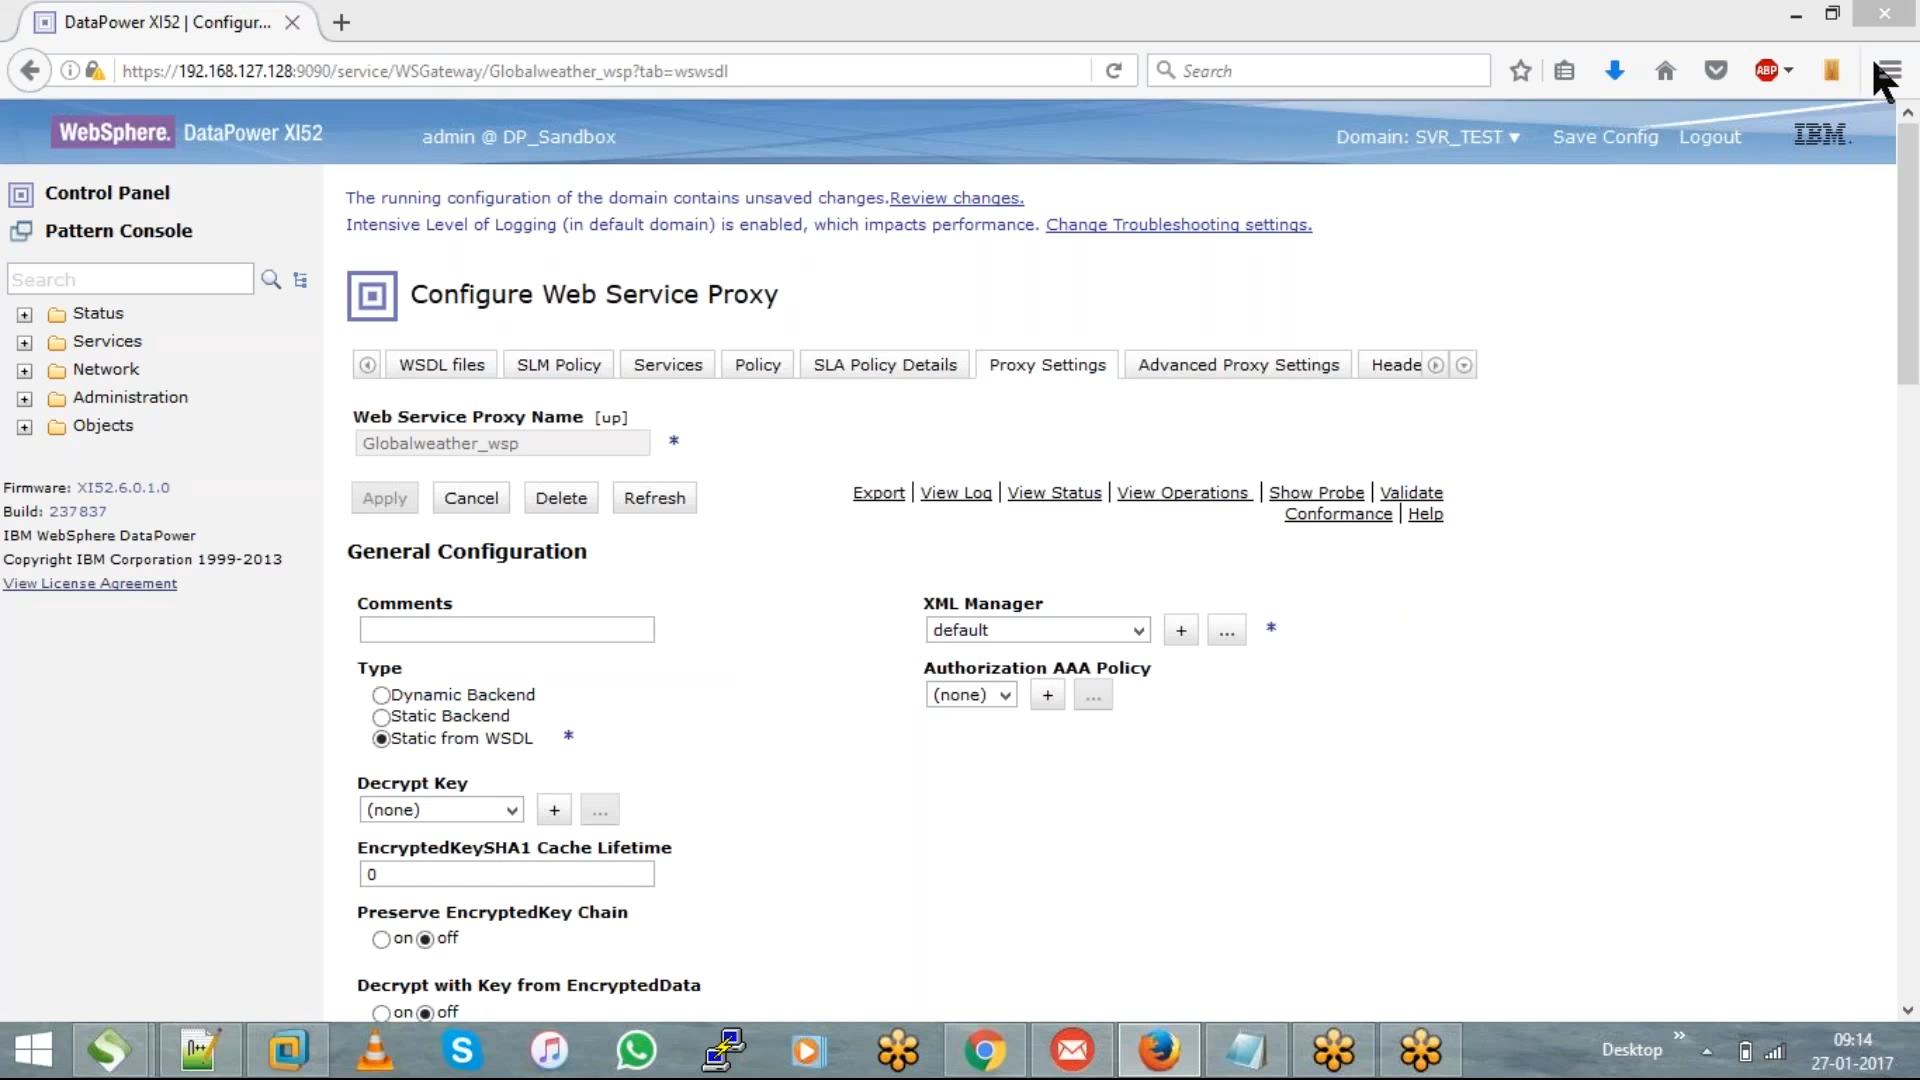 DataPower XI52 | Configur...
https://192.168.127.128:9090/service/WSGateway/Globalweather_wsp?tab=wswsdl
Search
ABP
WebSphere. DataPower XI52
admin @ DP_Sandbox
Domain: SVR_TEST
Save Config
Logout
IBM.
Control Panel
Pattern Console
Search
Status
Services
Network
Administration
Objects
Firmware: XI52.6.0.1.0
Build: 237837
IBM WebSphere DataPower
Copyright IBM Corporation 1999-2013
View License Agreement
The running configuration of the domain contains unsaved changes.Review changes.
Intensive Level of Logging (in default domain) is enabled, which impacts performance. Change Troubleshooting settings.
Configure Web Service Proxy
WSDL files
SLM Policy
Services
Policy
SLA Policy Details
Proxy Settings
Advanced Proxy Settings
Heade
Web Service Proxy Name [up]
Globalweather_wsp *
Apply
Cancel
Delete
Refresh
Export | View Log | View Status | View Operations | Show Probe | Validate
Conformance | Help
General Configuration
Comments
Type
Dynamic Backend
Static Backend
Static from WSDL *
Decrypt Key
(none) + ...
EncryptedKeySHA1 Cache Lifetime
0
Preserve EncryptedKey Chain
on off
Decrypt with Key from EncryptedData
on off
XML Manager
default + ... *
Authorization AAA Policy
(none) + ...
Desktop
09:14
27-01-2017